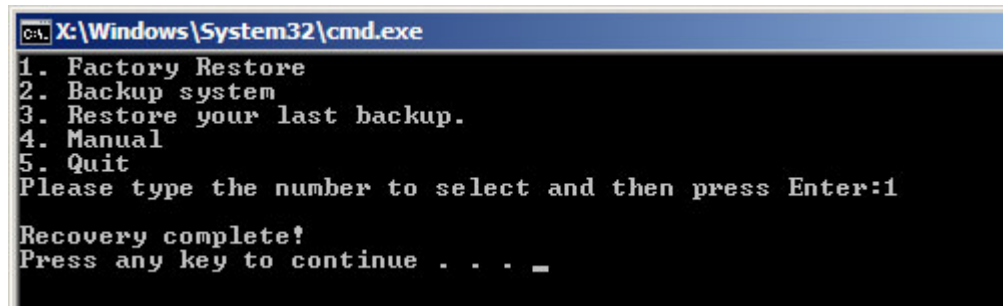 X:\Windows\System32\cmd.exe
1. Factory Restore
2. Backup system
3. Restore your last backup.
4. Manual
5. Quit
Please type the number to select and then press Enter:1
Recovery complete!
Press any key to continue . . . _